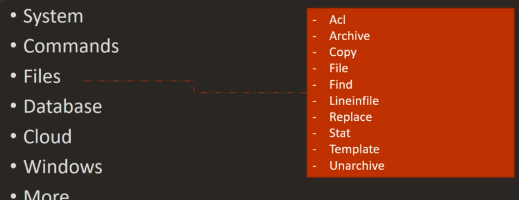 • System
• Commands
• Files
• Database
• Cloud
• Windows
• More
- Acl
- Archive
- Copy
- File
- Find
- Lineinfile
- Replace
- Stat
- Template
- Unarchive